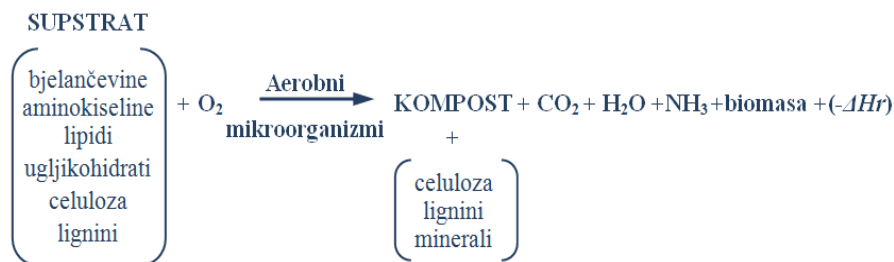 SUPSTRAT
bjelančevine
aminokiseline
lipidi
ugljikohidrati
celuloza
lignini
+ O₂
Aerobni
mikroorganizmi
KOMPOST + CO₂ + H₂O +NH₃+biomasa +(-ΔHr)
+
celuloza
lignini
minerali